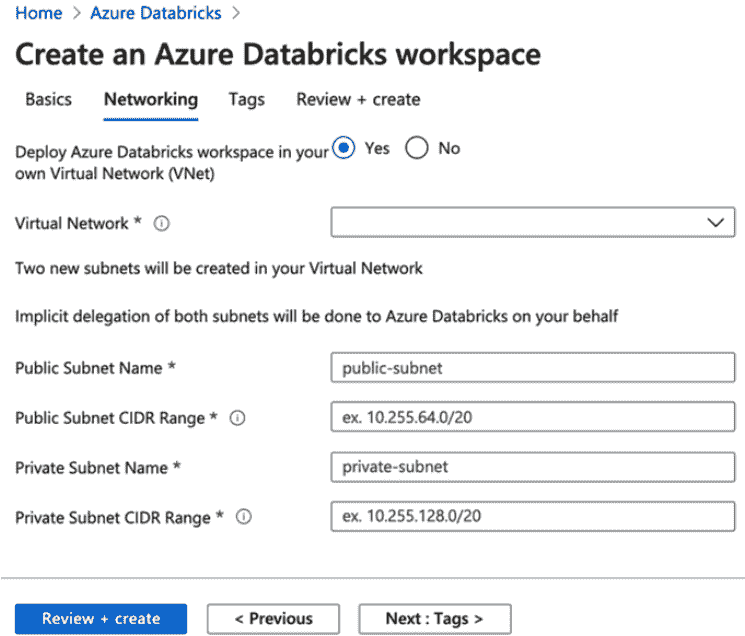 Home > Azure Databricks >
Create an Azure Databricks workspace
Basics Networking Tags Review + create
Deploy Azure Databricks workspace in your Yes No
own Virtual Network (VNet)
Virtual Network *
Two new subnets will be created in your Virtual Network
Implicit delegation of both subnets will be done to Azure Databricks on your behalf
Public Subnet Name * public-subnet
Public Subnet CIDR Range * ex. 10.255.64.0/20
Private Subnet Name * private-subnet
Private Subnet CIDR Range * ex. 10.255.128.0/20
Review + create < Previous Next : Tags >